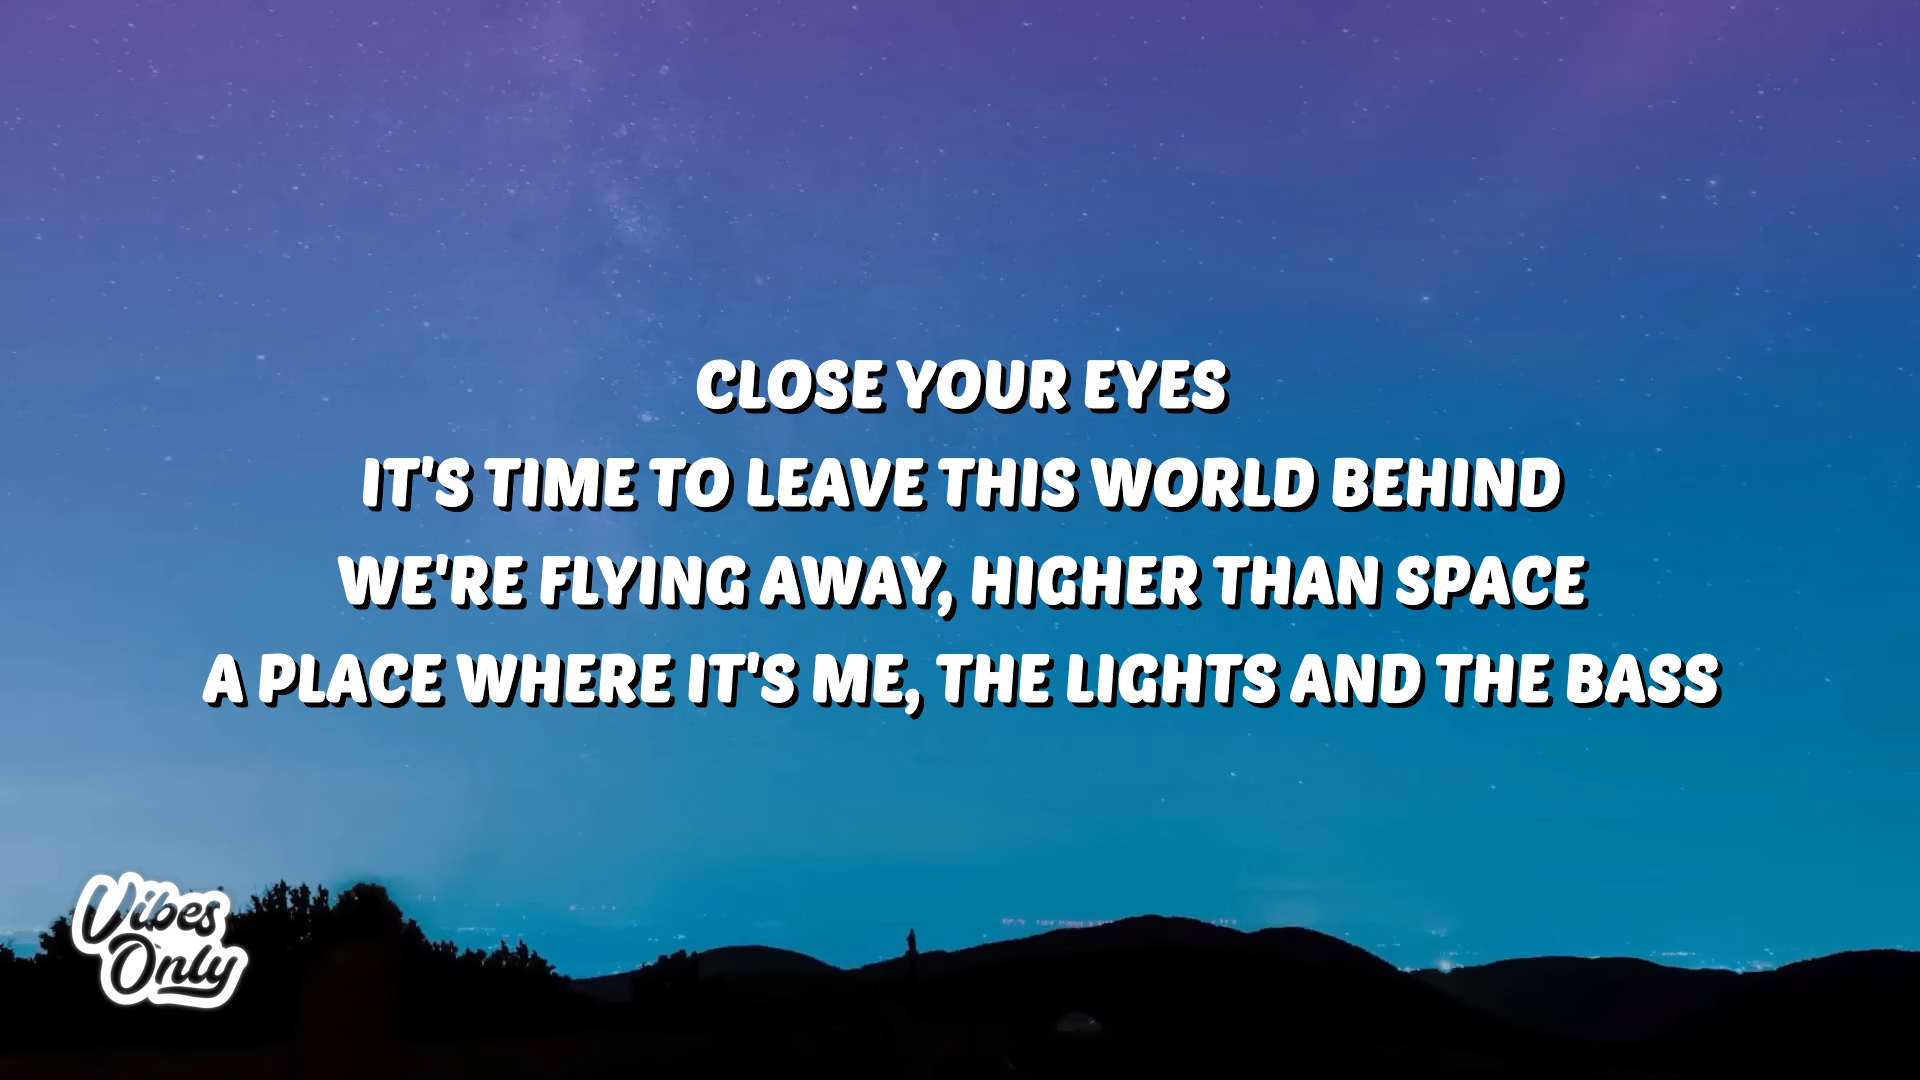 CLOSE YOUR EYES
IT'S TIME TO LEAVE THIS WORLD BEHIND
WE'RE FLYING AWAY, HIGHER THAN SPACE
A PLACE WHERE IT'S ME, THE LIGHTS AND THE BASS
Vibes
Only